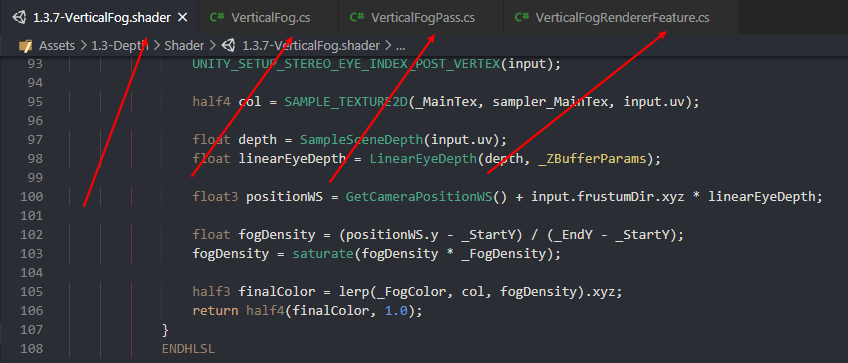 1.3.7-VerticalFog.shader × C# VerticalFog.cs C# VerticalFogPass.cs C# VerticalFogRendererFeature.cs
Assets > 1.3-Depth > Shader > 1.3.7-VerticalFog.shader > ...
93 UNITY_SETUP_STEREO_EYE_INDEX_POST_VERTEX(input);
94
95 half4 col = SAMPLE_TEXTURE2D(_MainTex, sampler_MainTex, input.uv);
96
97 float depth = SampleSceneDepth(input.uv);
98 float linearEyeDepth = LinearEyeDepth(depth, _ZBufferParams);
99
100 float3 positionWS = GetCameraPositionWS() + input.frustumDir.xyz * linearEyeDepth;
101
102 float fogDensity = (positionWS.y - _StartY) / (_EndY - _StartY);
103 fogDensity = saturate(fogDensity * _FogDensity);
104
105 half3 finalColor = lerp(_FogColor, col, fogDensity).xyz;
106 return half4(finalColor, 1.0);
107 }
108 ENDHLSL